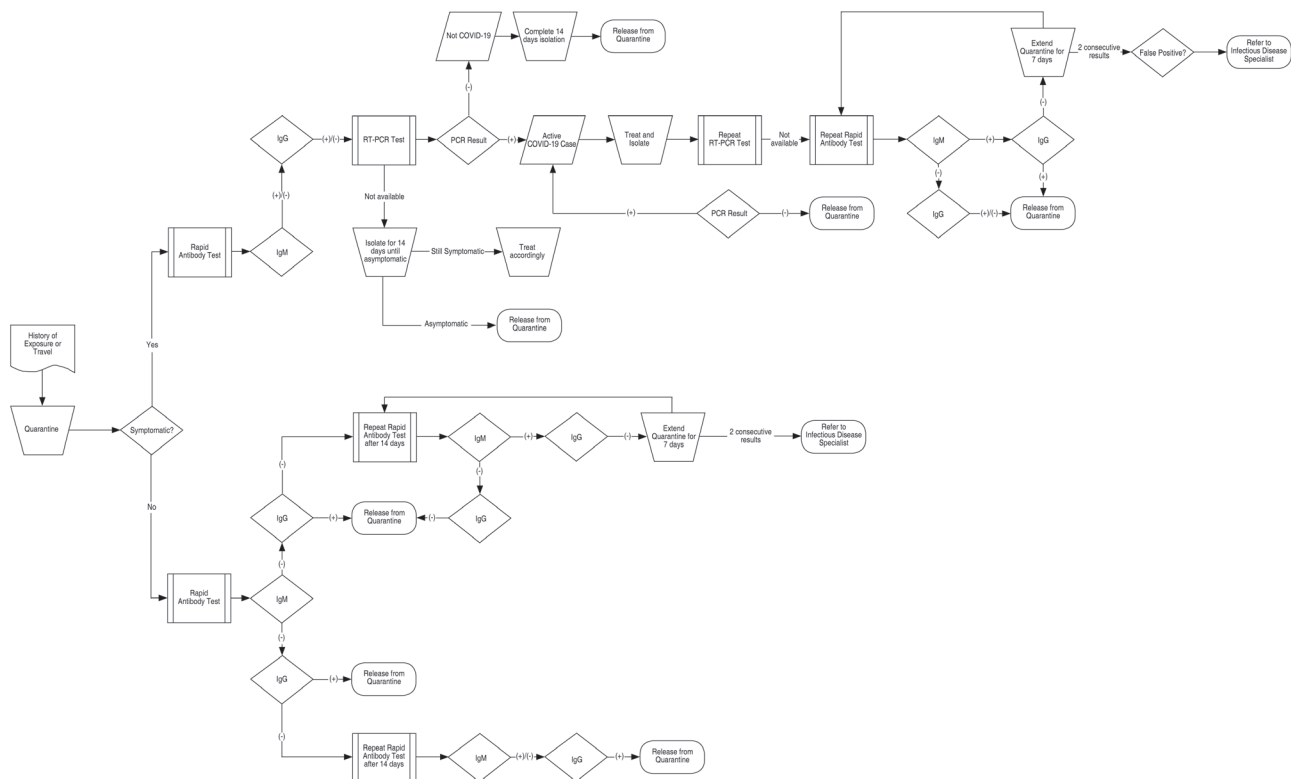 Not COVID-19
Complete 14
days isolation
Release from
Quarantine
Extend
Quarantine for
7 days
2 consecutive
results
False Positive?
Refer to
Infectious Disease
Specialist
(-)
(-)
IgG
(+)/(-)
RT-PCR Test
PCR Result
(+)
Active
COVID-19 Case
Treat and
Isolate
Repeat
RT-PCR Test
Not
available
Repeat Rapid
Antibody Test
IgM
(+)
IgG
(+)/(-)
Not available
(-)
(+)
(+)
PCR Result
(-)
Release from
Quarantine
IgG
(+)/(-)
Release from
Quarantine
Rapid
Antibody Test
IgM
Isolate for 14
days until
asymptomatic
Still Symptomatic
Treat
accordingly
Asymptomatic
Release from
Quarantine
History of
Exposure or
Travel
Yes
Quarantine
Symptomatic?
No
Repeat Rapid
Antibody Test
after 14 days
IgM
(+)
IgG
(-)
Extend
Quarantine for
7 days
2 consecutive
results
Refer to
Infectious Disease
Specialist
(-)
(-)
IgG
(+)
Release from
Quarantine
(-)
IgG
(-)
Rapid
Antibody Test
IgM
(-)
IgG
(+)
Release from
Quarantine
(-)
Repeat Rapid
Antibody Test
after 14 days
IgM
(+)/(-)
IgG
(+)
Release from
Quarantine